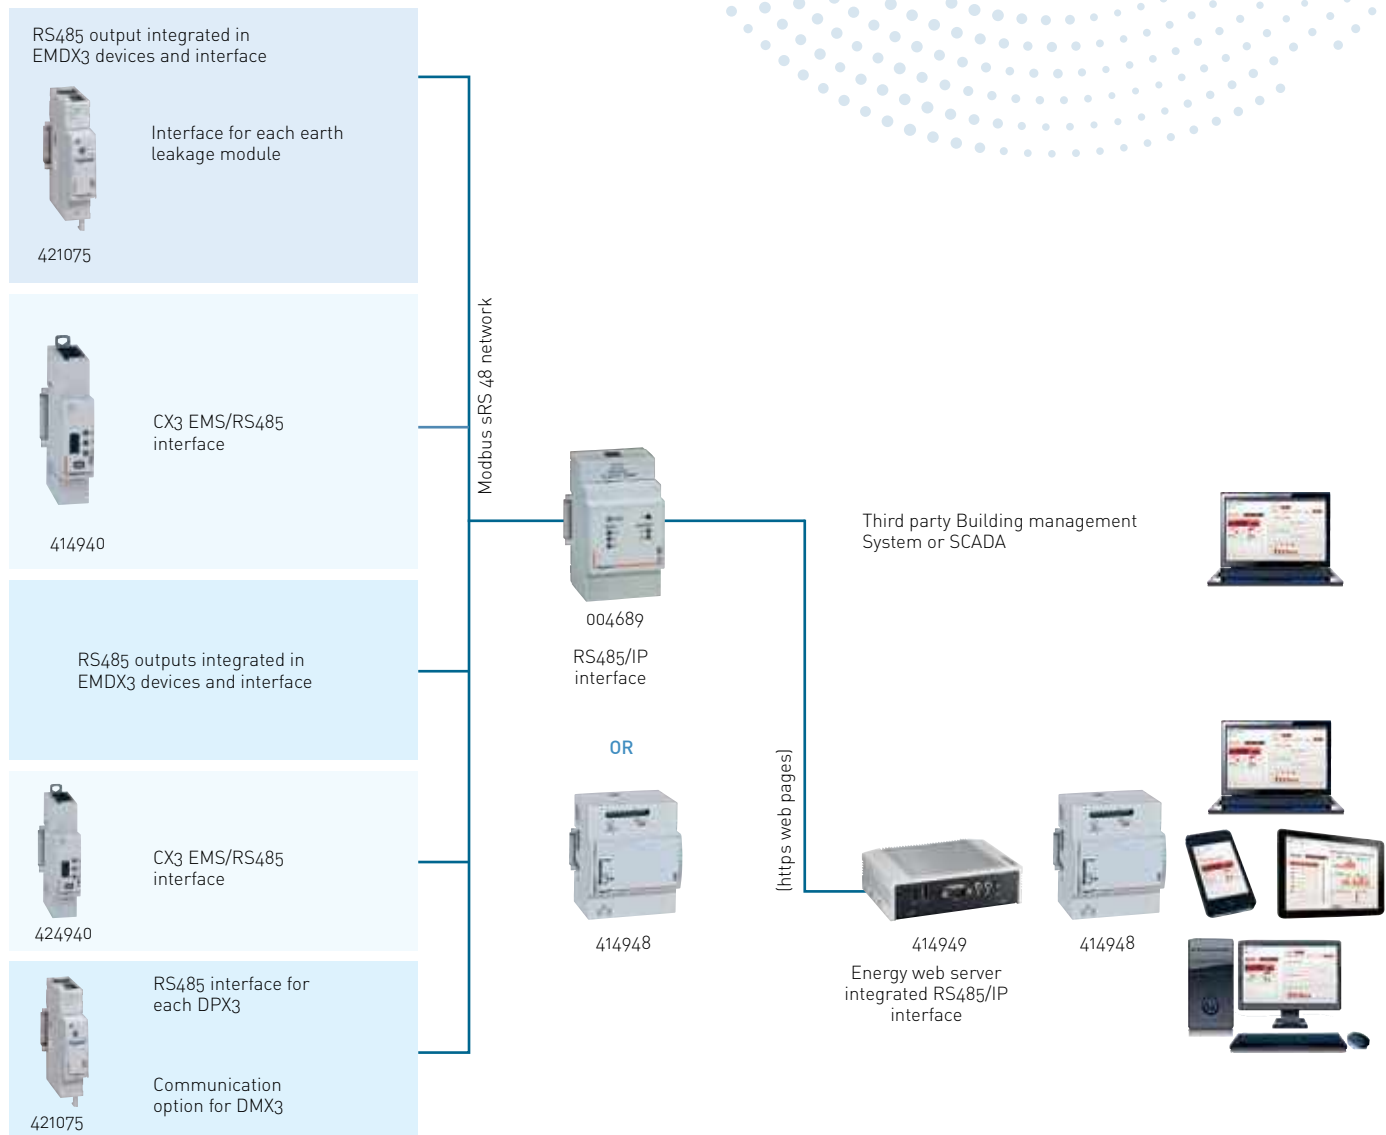 RS485 output integrated in
EMDX3 devices and interface
Interface for each earth
leakage module
421075
CX3 EMS/RS485
interface
414940
RS485 outputs integrated in
EMDX3 devices and interface
CX3 EMS/RS485
interface
424940
RS485 interface for
each DPX3
Communication
option for DMX3
421075
Modbus sRS 48 network
004689
RS485/IP
interface
OR
414948
Third party Building management
System or SCADA
(https web pages)
414949
Energy web server
integrated RS485/IP
interface
414948